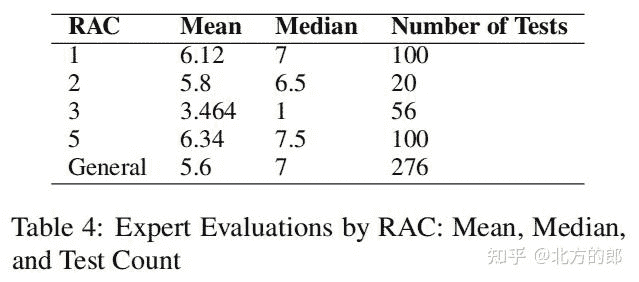 RAC Mean Median Number of Tests
1 6.12 7 100
2 5.8 6.5 20
3 3.464 1 56
5 6.34 7.5 100
General 5.6 7 276
Table 4: Expert Evaluations by RAC: Mean, Median,
and Test Count
知乎 @北方的郎